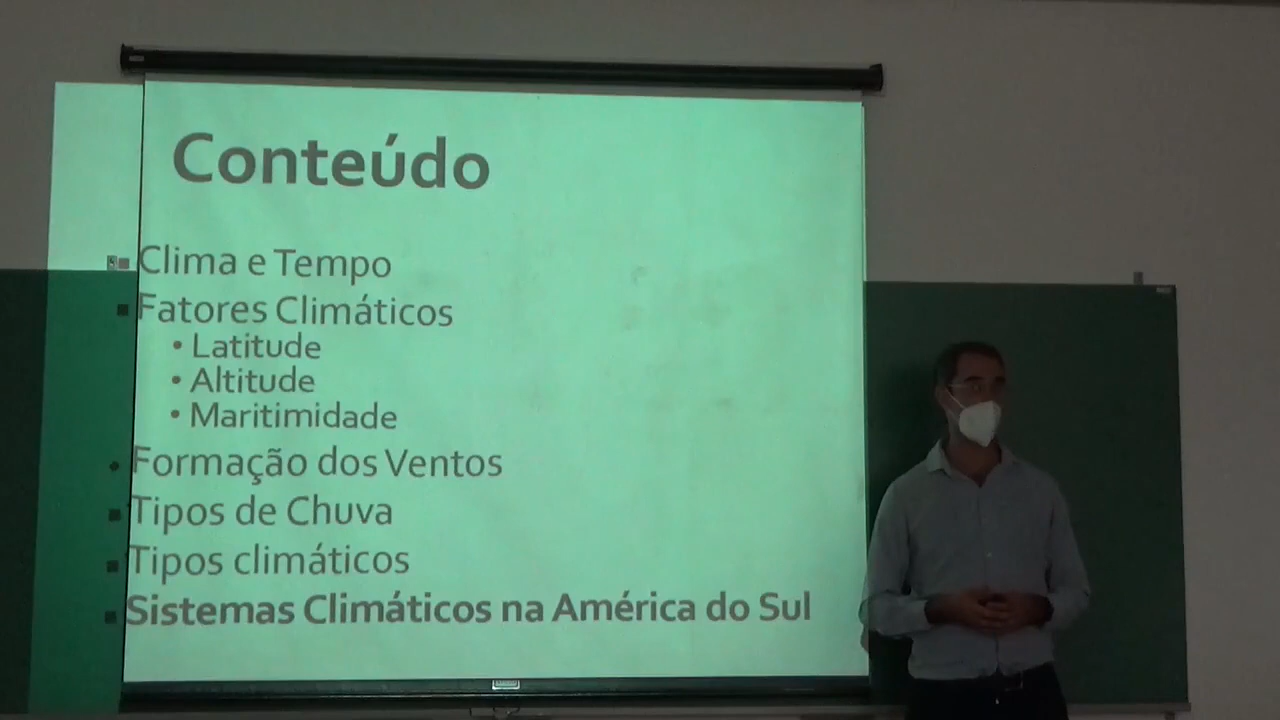 Conteúdo
Clima e Tempo
Fatores Climáticos
Latitude
Altitude
Maritimidade
Formação dos Ventos
Tipos de Chuva
Tipos climáticos
Sistemas Climáticos na América do Sul